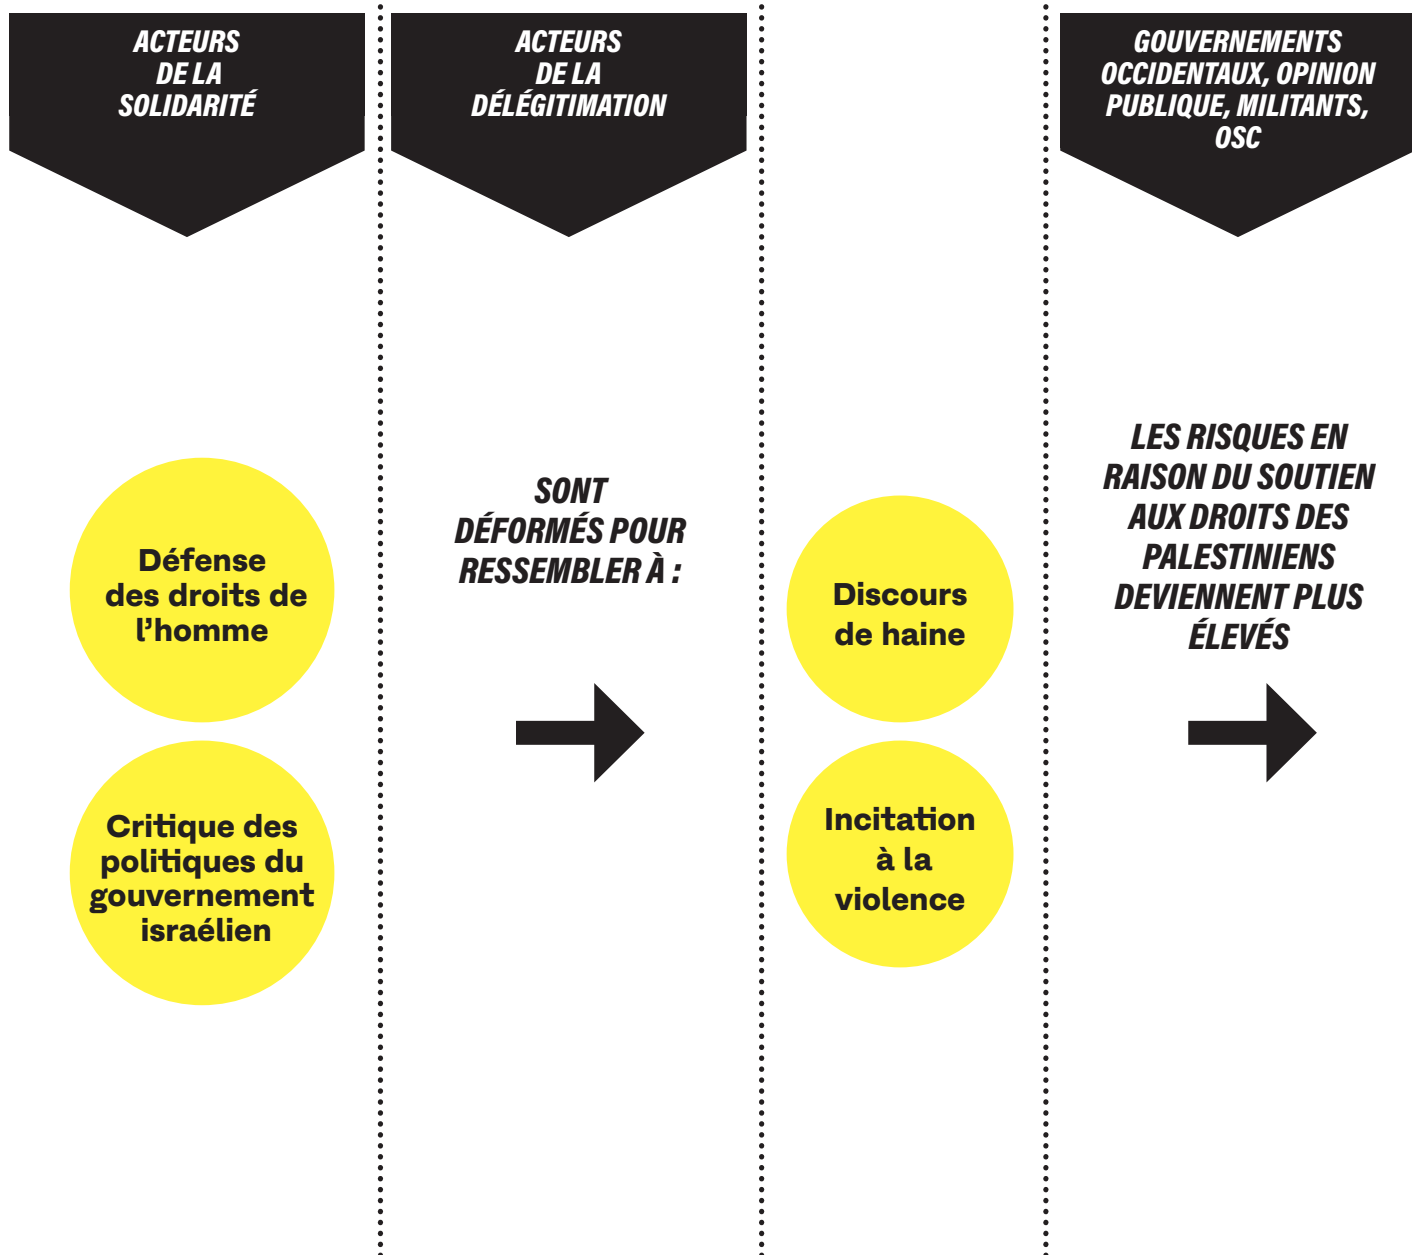 ACTEURS
DE LA
SOLIDARITÉ
ACTEURS
DE LA
DÉLÉGITIMATION
GOUVERNEMENTS
OCCIDENTAUX, OPINION
PUBLIQUE, MILITANTS,
OSC
Défense
des droits de
l’homme
Critique des
politiques du
gouvernement
israélien
SONT
DÉFORMÉS POUR
RESSEMBLER À :
Discours
de haine
Incitation
à la
violence
LES RISQUES EN
RAISON DU SOUTIEN
AUX DROITS DES
PALESTINIENS
DEVIENNENT PLUS
ÉLEVÉS